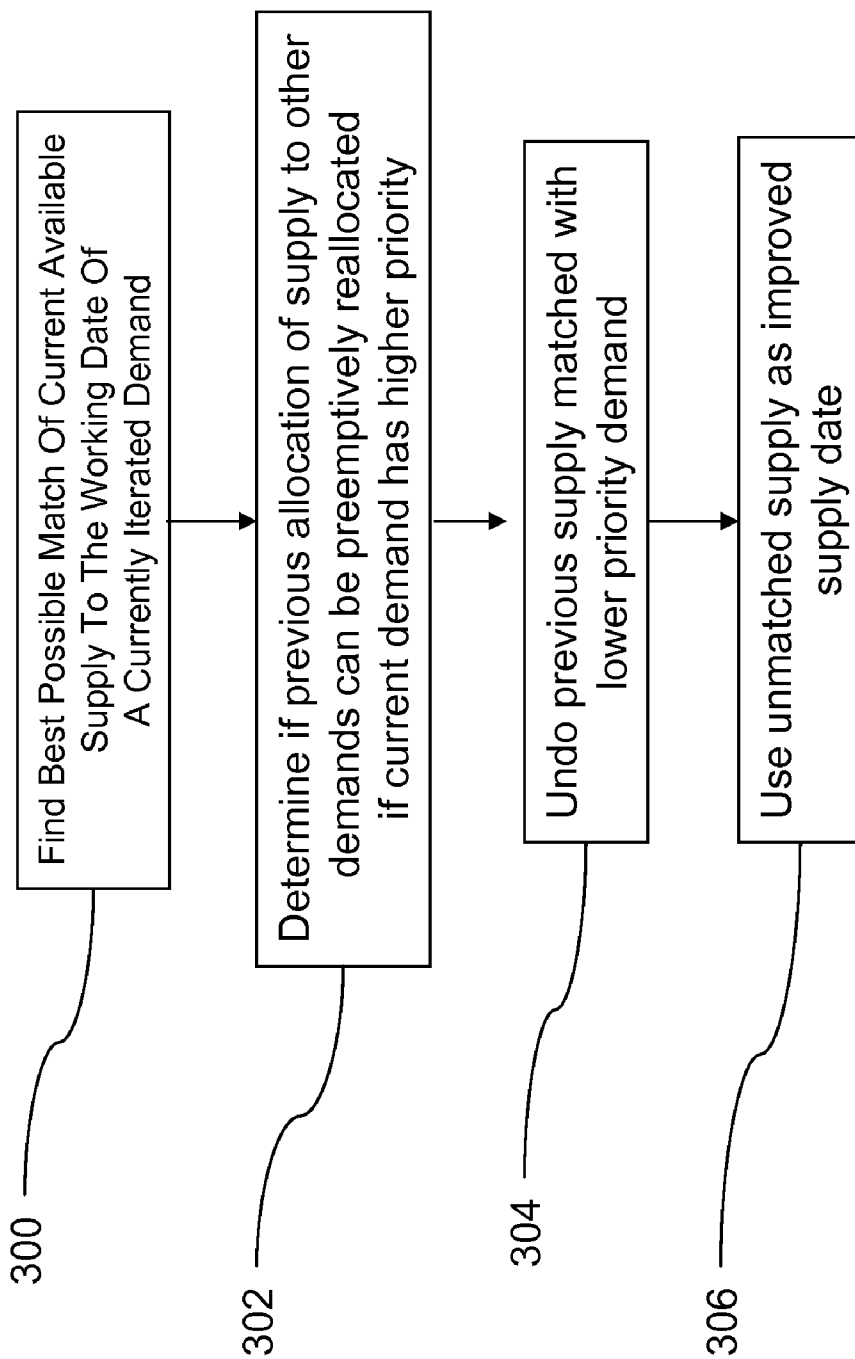 300
Find Best Possible Match Of Current Available
Supply To The Working Date Of
A Currently Iterated Demand
302
Determine if previous allocation of supply to other
demands can be preemptively reallocated
if current demand has higher priority
304
Undo previous supply matched with
lower priority demand
306
Use unmatched supply as improved
supply date